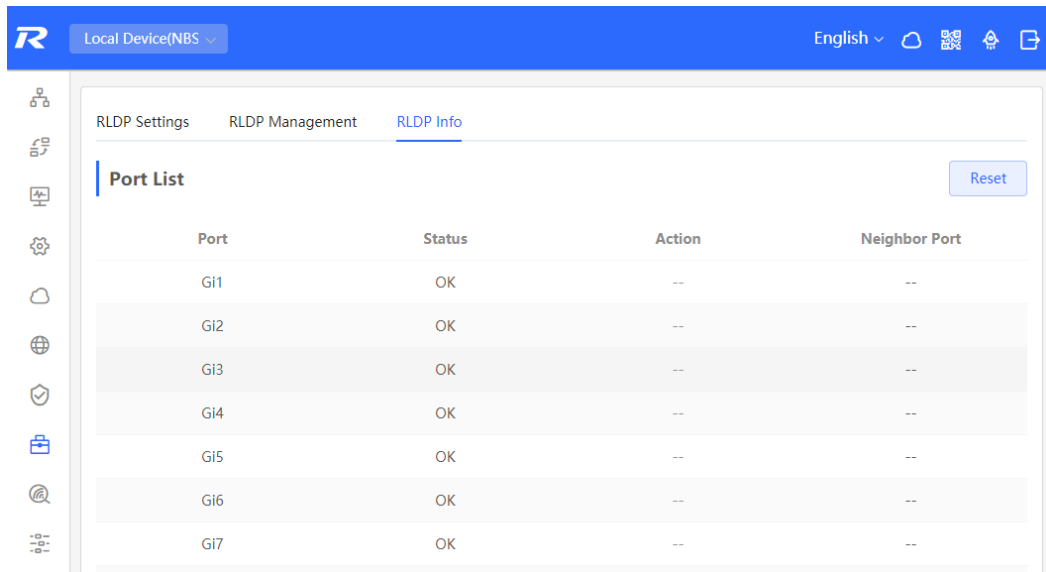 R Local Device(NBS English
RLDP Settings RLDP Management RLDP Info
Port List Reset
Port Status Action Neighbor Port
Gi1 OK -- --
Gi2 OK -- --
Gi3 OK -- --
Gi4 OK -- --
Gi5 OK -- --
Gi6 OK -- --
Gi7 OK -- --